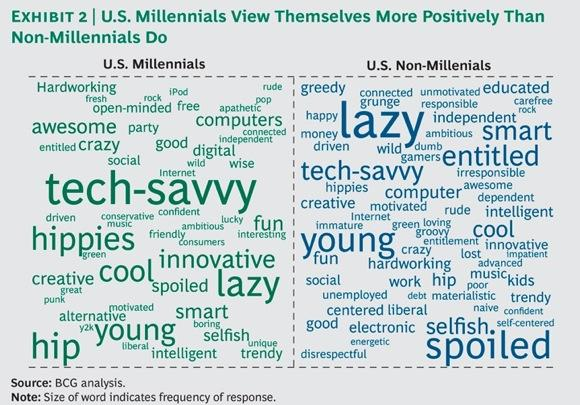 EXHIBIT 2 | U.S. Millennials View Themselves More Positively Than
Non-Millennials Do
U.S. Millennials
Hardworking iPod rude
fresh rock pop
open-minded free apathetic
awesome party computers
connected
entitled crazy good independent
digital
social wild wise
Internet
tech-savvy
driven conservative confident lucky fun
music ambitious
hippies friendly interesting
consumers
green innovative
creative cool lazy
great spoiled
punk
motivated smart
alternative
y2k young boring selfish
hip liberal unique
intelligent trendy
U.S. Non-Millenials
greedy connected unmotivated educated
grunge responsible carefree
happy lazy independent rock
money ambitious smart
driven wild dumb
gamers entitled
tech-savvy irresponsible
hippies computer awesome
creative motivated dependent
Internet rude intelligent
immature green loving
young groovy cool
entitlement
crazy lost innovative
fun impatient
hardworking advanced
social work hip music kids
poor
unemployed debt materialistic trendy
centered liberal naive confident
good electronic selfish self-centered
energetic
disrespectful spoiled
Source: BCG analysis.
Note: Size of word indicates frequency of response.